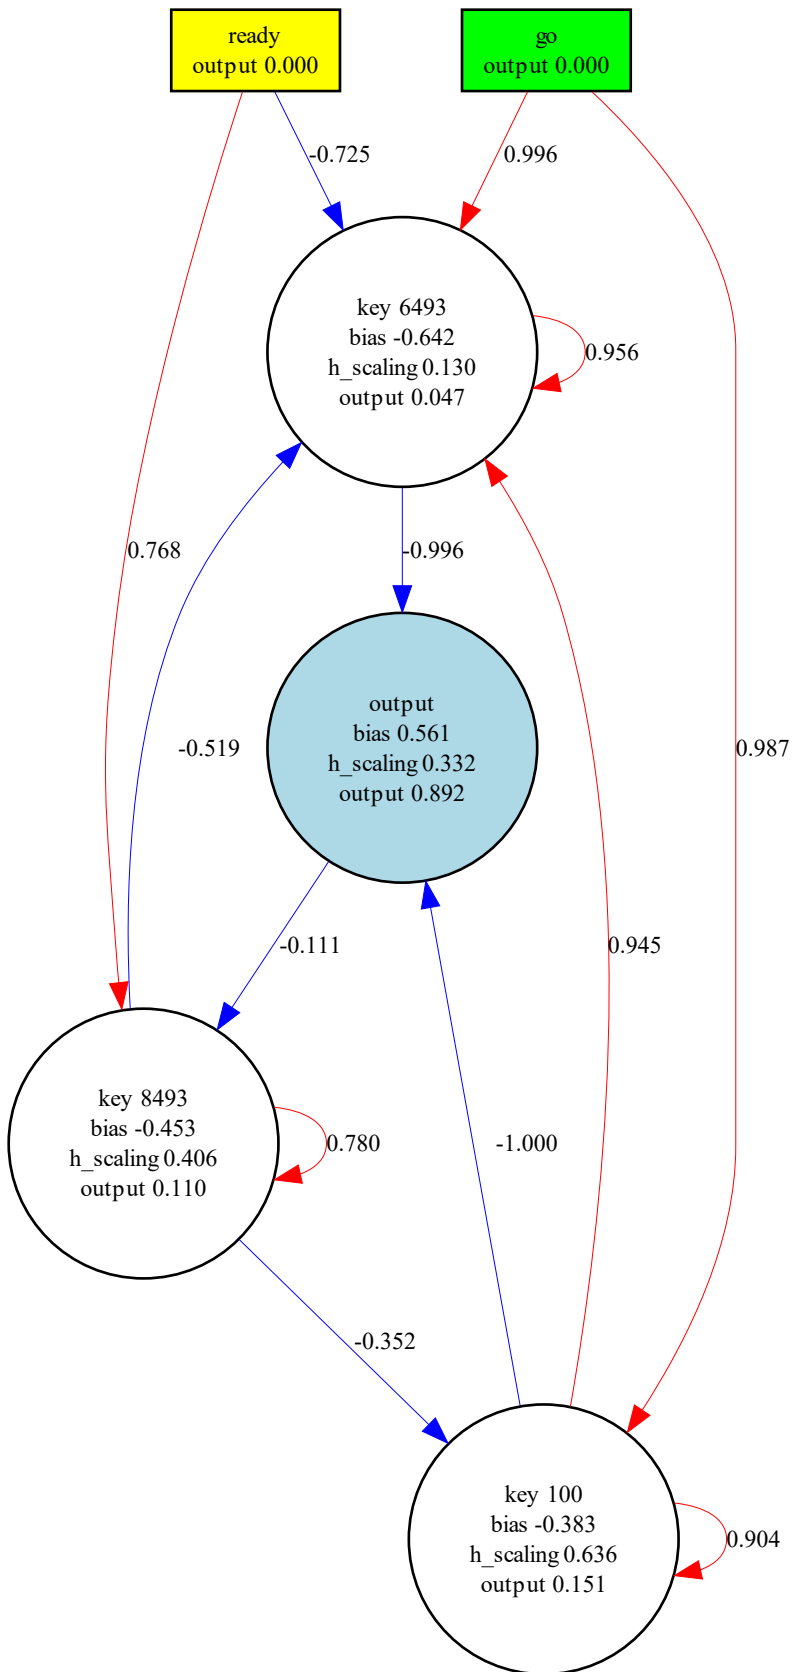 ready
output 0.000
go
output 0.000
-0.725
0.996
key 6493
bias -0.642
h_scaling 0.130
output 0.047
0.956
0.768
-0.996
output
bias 0.561
h_scaling 0.332
output 0.892
-0.519
0.987
-0.111
0.945
key 8493
bias -0.453
h_scaling 0.406
output 0.110
0.780
-1.000
-0.352
key 100
bias -0.383
h_scaling 0.636
output 0.151
0.904